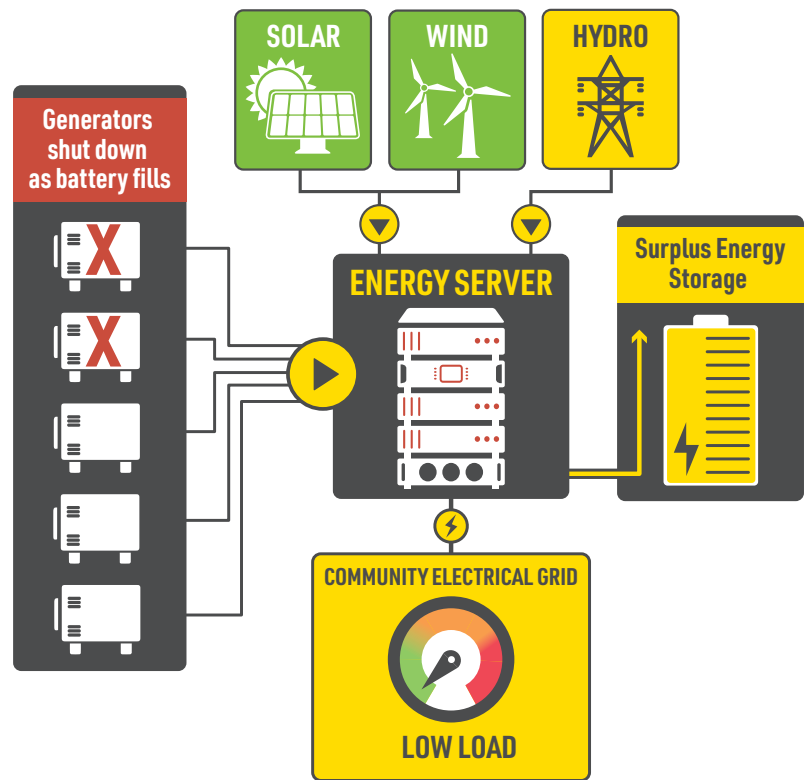 SOLAR
WIND
HYDRO
Generators
shut down
as battery fills
X
X
ENERGY SERVER
Surplus Energy
Storage
COMMUNITY ELECTRICAL GRID
LOW LOAD